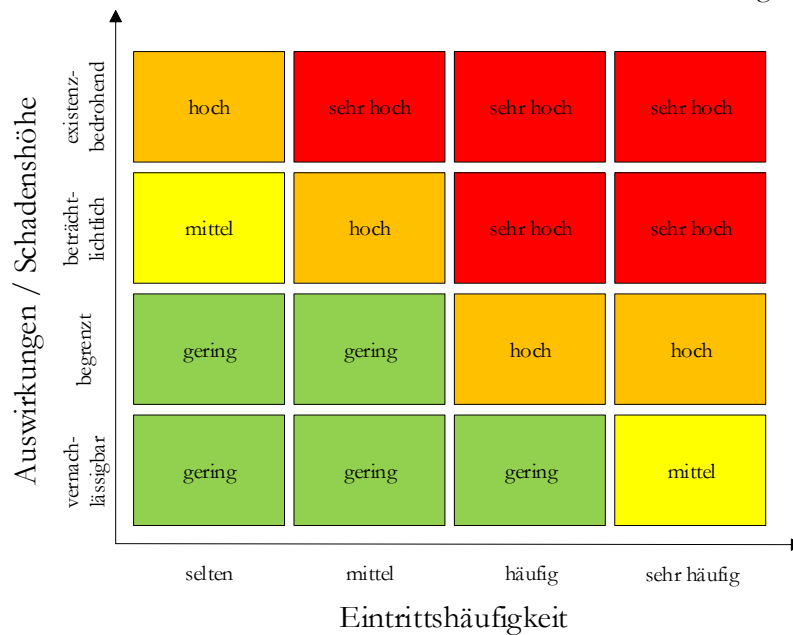 g
Auswirkungen / Schadenshöhe
existenz-
bedrohend
hoch
sehr hoch
sehr hoch
sehr hoch
beträcht-
lichtlich
mittel
hoch
sehr hoch
sehr hoch
begrenzt
gering
gering
hoch
hoch
vernach-
lässigbar
gering
gering
gering
mittel
selten
mittel
häufig
sehr häufig
Eintrittshäufigkeit